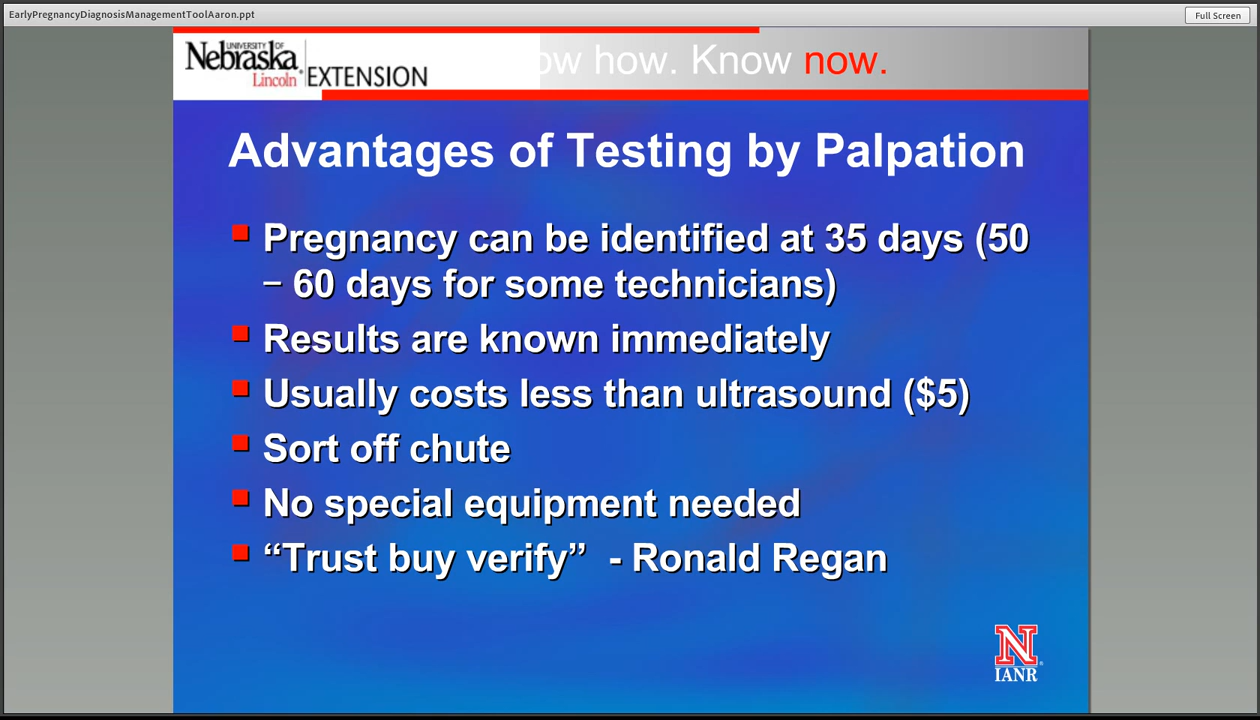 EarlyPregnancyDiagnosisManagementToolAaron.ppt
Full Screen
UNIVERSITY OF
Nebraska
Lincoln
EXTENSION
ow how. Know now.
Advantages of Testing by Palpation
Pregnancy can be identified at 35 days (50
– 60 days for some technicians)
Results are known immediately
Usually costs less than ultrasound ($5)
Sort off chute
No special equipment needed
“Trust buy verify”  - Ronald Regan
N
IANR